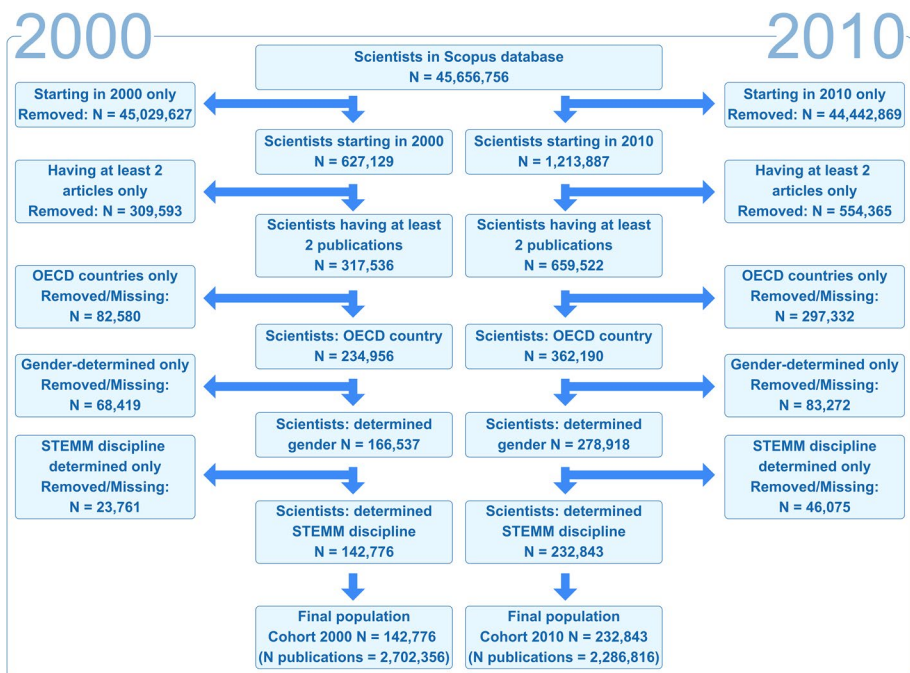 2000
2010
Scientists in Scopus database
N = 45,656,756
Starting in 2000 only
Removed: N = 45,029,627
Starting in 2010 only
Removed: N = 44,442,869
Scientists starting in 2000
N = 627,129
Scientists starting in 2010
N = 1,213,887
Having at least 2
articles only
Removed: N = 309,593
Having at least 2
articles only
Removed: N = 554,365
Scientists having at least
2 publications
N = 317,536
Scientists having at least
2 publications
N = 659,522
OECD countries only
Removed/Missing:
N = 82,580
OECD countries only
Removed/Missing:
N = 297,332
Scientists: OECD country
N = 234,956
Scientists: OECD country
N = 362,190
Gender-determined only
Removed/Missing:
N = 68,419
Gender-determined only
Removed/Missing:
N = 83,272
Scientists: determined
gender N = 166,537
Scientists: determined
gender N = 278,918
STEMM discipline
determined only
Removed/Missing:
N = 23,761
STEMM discipline
determined only
Removed/Missing:
N = 46,075
Scientists: determined
STEMM discipline
N = 142,776
Scientists: determined
STEMM discipline
N = 232,843
Final population
Cohort 2000 N = 142,776
(N publications = 2,702,356)
Final population
Cohort 2010 N = 232,843
(N publications = 2,286,816)